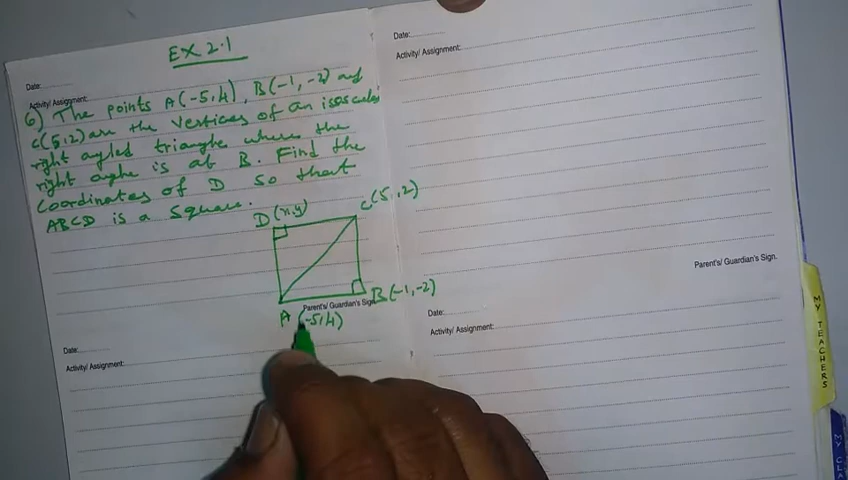 EX 2.1
Date:
Activity/ Assignment:
6) The points A(-5,4), B(-1,-2) and
C(5,2) are the vertices of an isosceles
right angled triangle where the
right angle is at B. Find the
coordinates of D so that
ABCD is a square.
D(x,y)
C(5,2)
B(-1,-2)
A(-5,4)
Parent's/ Guardian's Sign.
Date:
Activity/ Assignment:
Date:
Activity/ Assignment:
Parent's/ Guardian's Sign.
Date:
Activity/ Assignment:
MY TEACHERS